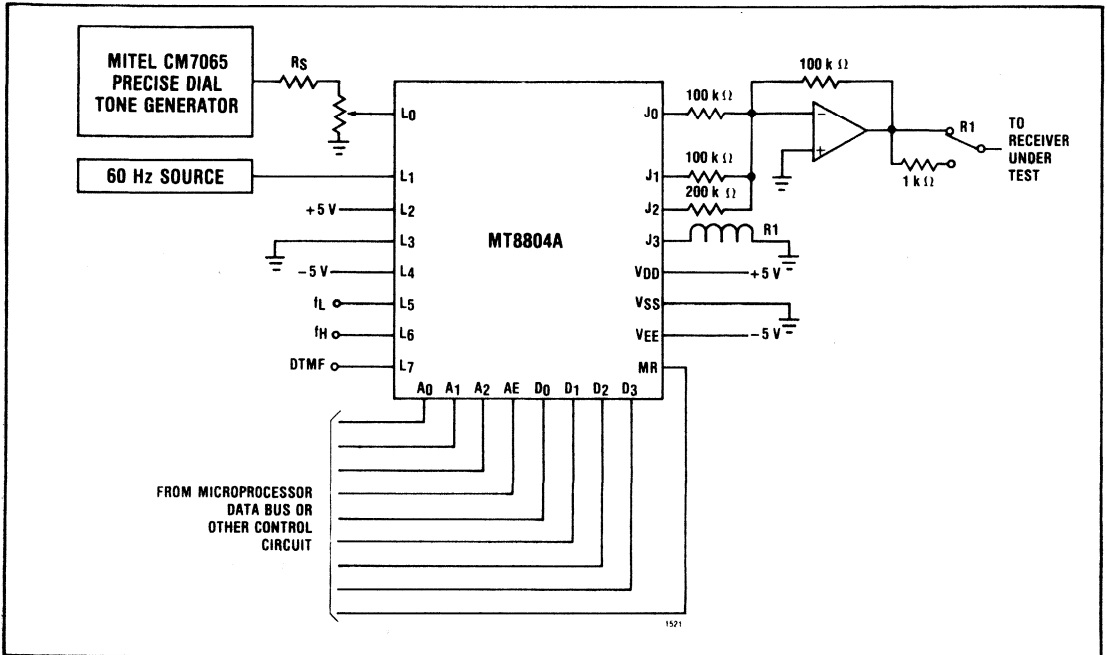 MITEL CM7065
PRECISE DIAL
TONE GENERATOR
RS
60 Hz SOURCE
+5 V
-5 V
fL
fH
DTMF
L0
L1
L2
L3
L4
L5
L6
L7
MT8804A
J0
J1
J2
J3
VDD
VSS
VEE
MR
A0 A1 A2 AE D0 D1 D2 D3
100 kΩ
100 kΩ
200 kΩ
R1
+5 V
-5 V
100 kΩ
-
+
R1
1 kΩ
TO
RECEIVER
UNDER
TEST
FROM MICROPROCESSOR
DATA BUS OR
OTHER CONTROL
CIRCUIT
1521